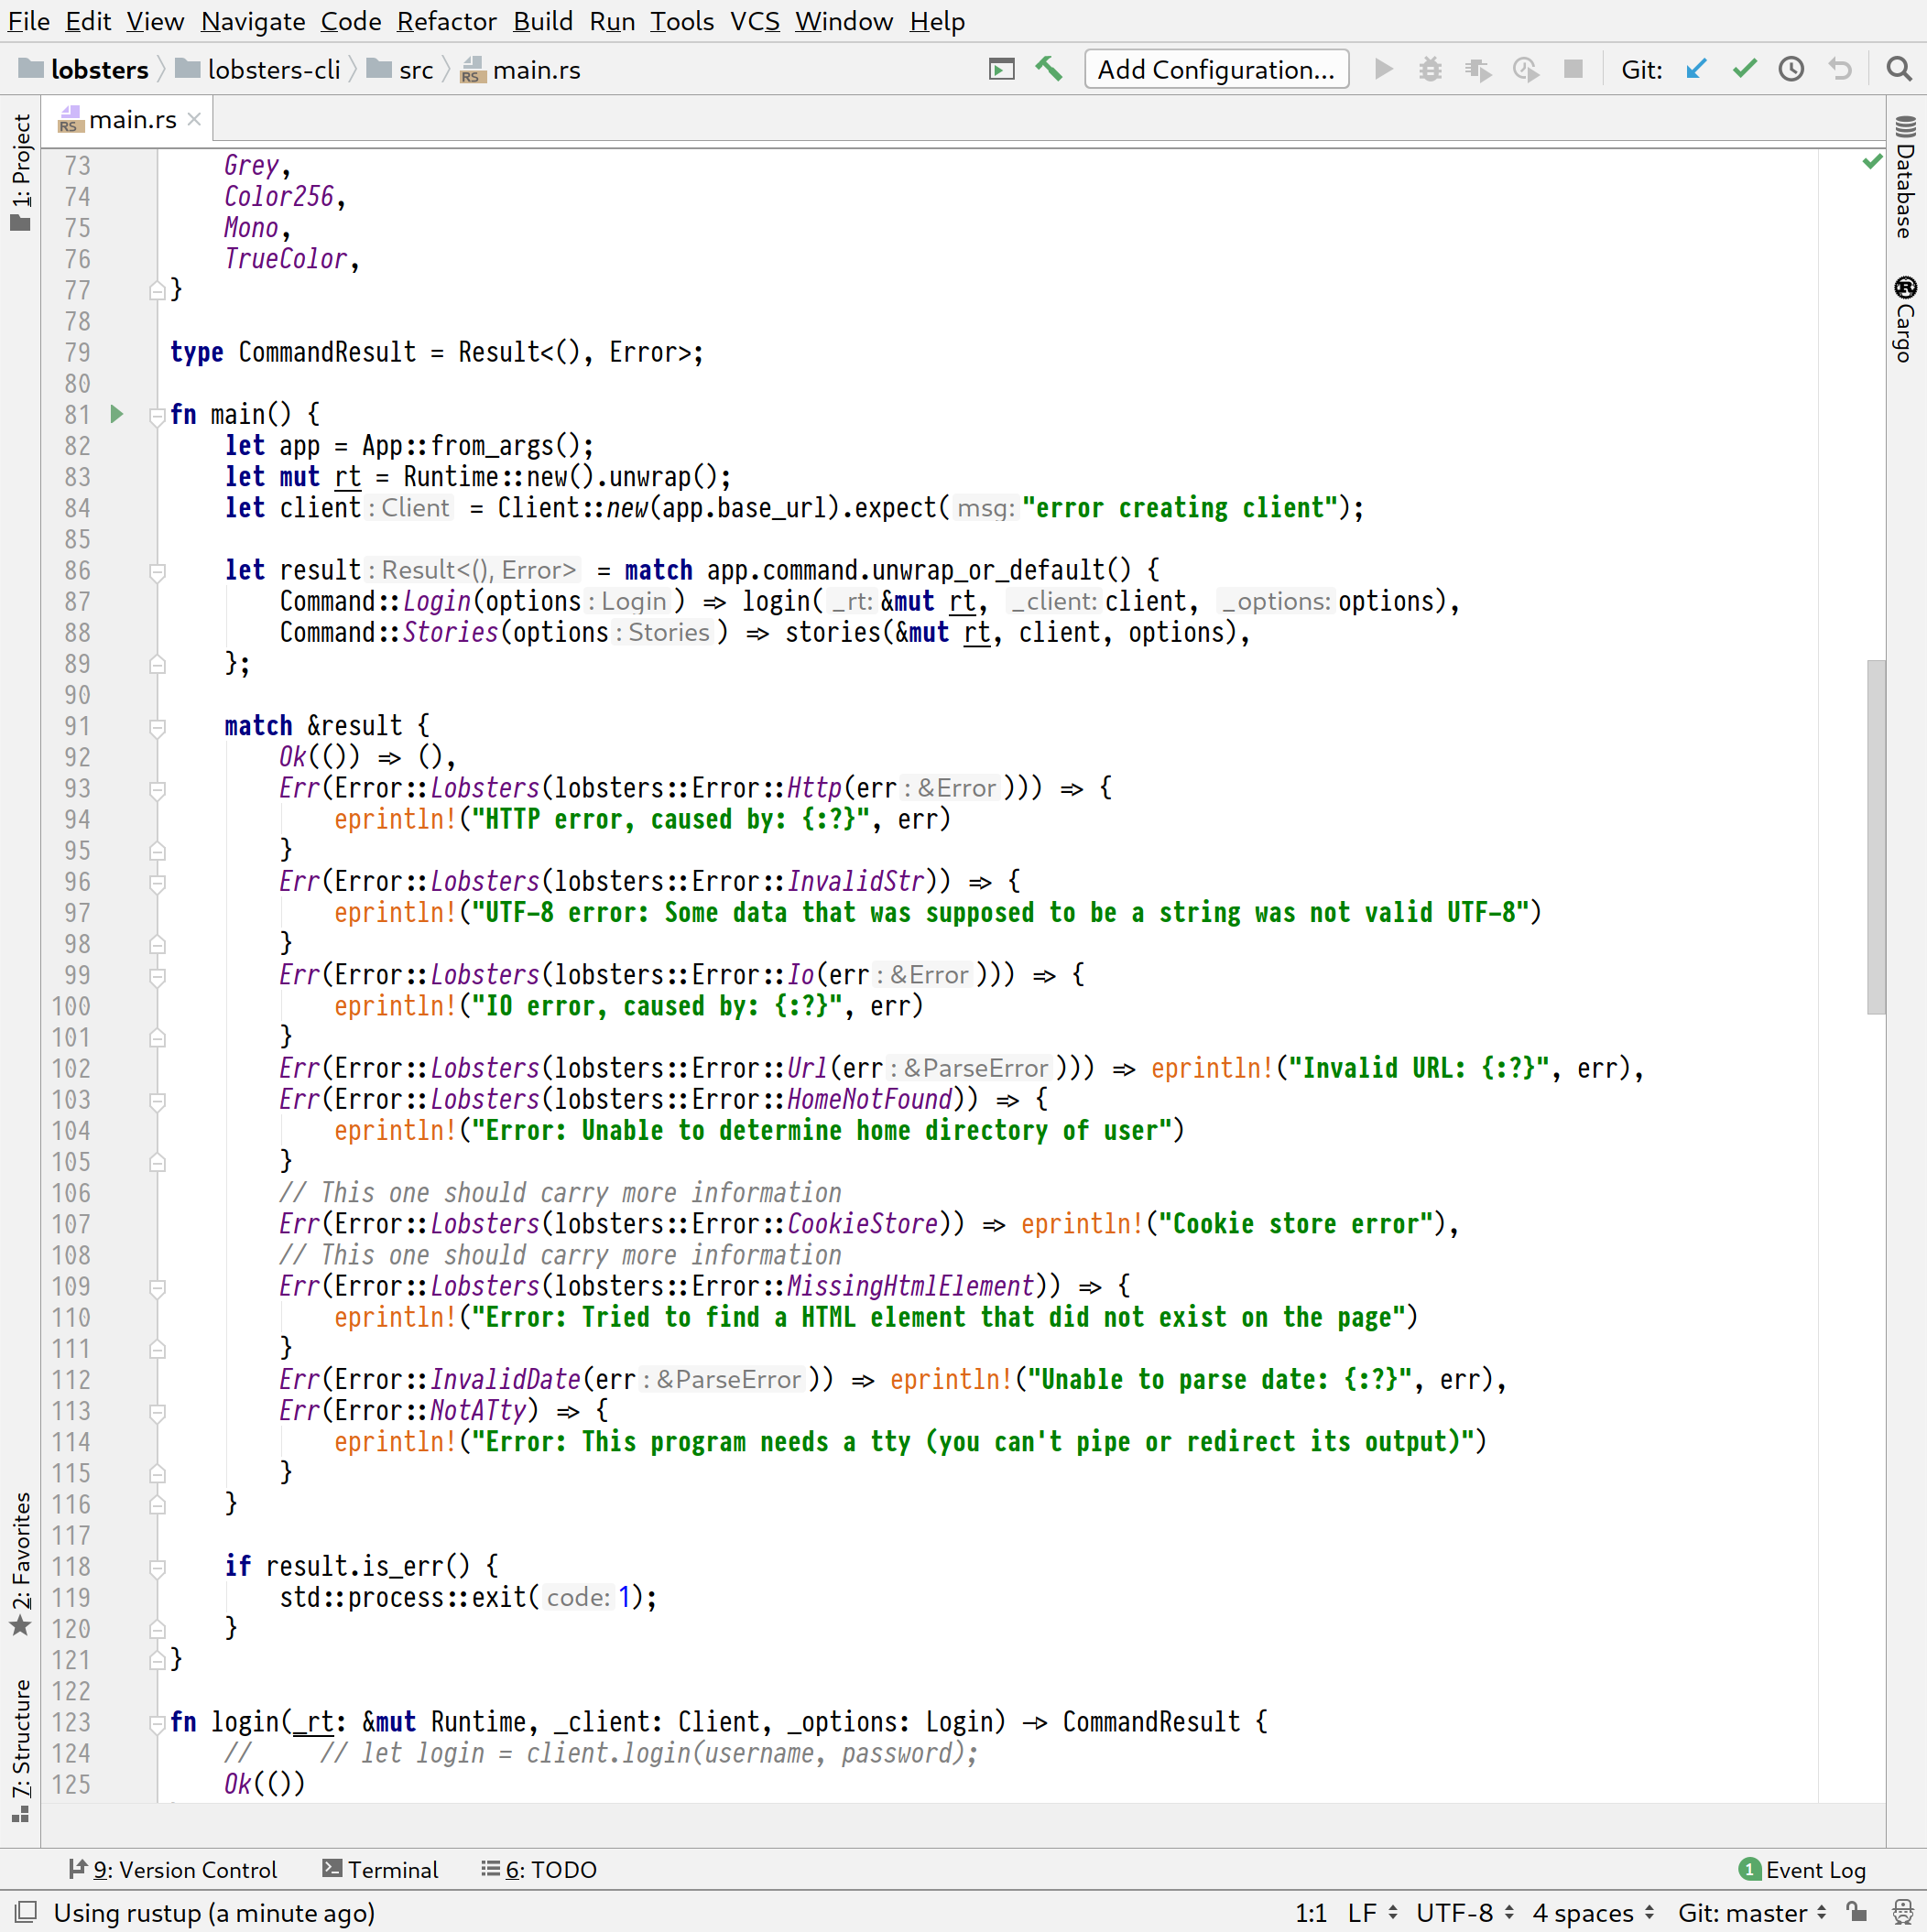 File Edit View Navigate Code Refactor Build Run Tools VCS Window Help
lobsters lobsters-cli src main.rs Add Configuration... Git:
main.rs
1: Project
2: Favorites
7: Structure
Database
Cargo
73 Grey,
74 Color256,
75 Mono,
76 TrueColor,
77 }
78
79 type CommandResult = Result<(), Error>;
80
81 fn main() {
82 let app = App::from_args();
83 let mut rt = Runtime::new().unwrap();
84 let client: Client = Client::new(app.base_url).expect( msg: "error creating client");
85
86 let result: Result<(), Error> = match app.command.unwrap_or_default() {
87 Command::Login(options: Login ) => login( _rt: &mut rt, _client: client, _options: options),
88 Command::Stories(options: Stories ) => stories(&mut rt, client, options),
89 };
90
91 match &result {
92 Ok(()) => (),
93 Err(Error::Lobsters(lobsters::Error::Http(err: &Error ))) => {
94 eprintln!("HTTP error, caused by: {:?}", err)
95 }
96 Err(Error::Lobsters(lobsters::Error::InvalidStr)) => {
97 eprintln!("UTF-8 error: Some data that was supposed to be a string was not valid UTF-8")
98 }
99 Err(Error::Lobsters(lobsters::Error::Io(err: &Error ))) => {
100 eprintln!("IO error, caused by: {:?}", err)
101 }
102 Err(Error::Lobsters(lobsters::Error::Url(err: &ParseError ))) => eprintln!("Invalid URL: {:?}", err),
103 Err(Error::Lobsters(lobsters::Error::HomeNotFound)) => {
104 eprintln!("Error: Unable to determine home directory of user")
105 }
106 // This one should carry more information
107 Err(Error::Lobsters(lobsters::Error::CookieStore)) => eprintln!("Cookie store error"),
108 // This one should carry more information
109 Err(Error::Lobsters(lobsters::Error::MissingHtmlElement)) => {
110 eprintln!("Error: Tried to find a HTML element that did not exist on the page")
111 }
112 Err(Error::InvalidDate(err: &ParseError )) => eprintln!("Unable to parse date: {:?}", err),
113 Err(Error::NotATty) => {
114 eprintln!("Error: This program needs a tty (you can't pipe or redirect its output)")
115 }
116 }
117
118 if result.is_err() {
119 std::process::exit( code: 1);
120 }
121 }
122
123 fn login(_rt: &mut Runtime, _client: Client, _options: Login) -> CommandResult {
124 // // let login = client.login(username, password);
125 Ok(())
9: Version Control Terminal 6: TODO 1 Event Log
Using rustup (a minute ago) 1:1 LF UTF-8 4 spaces Git: master